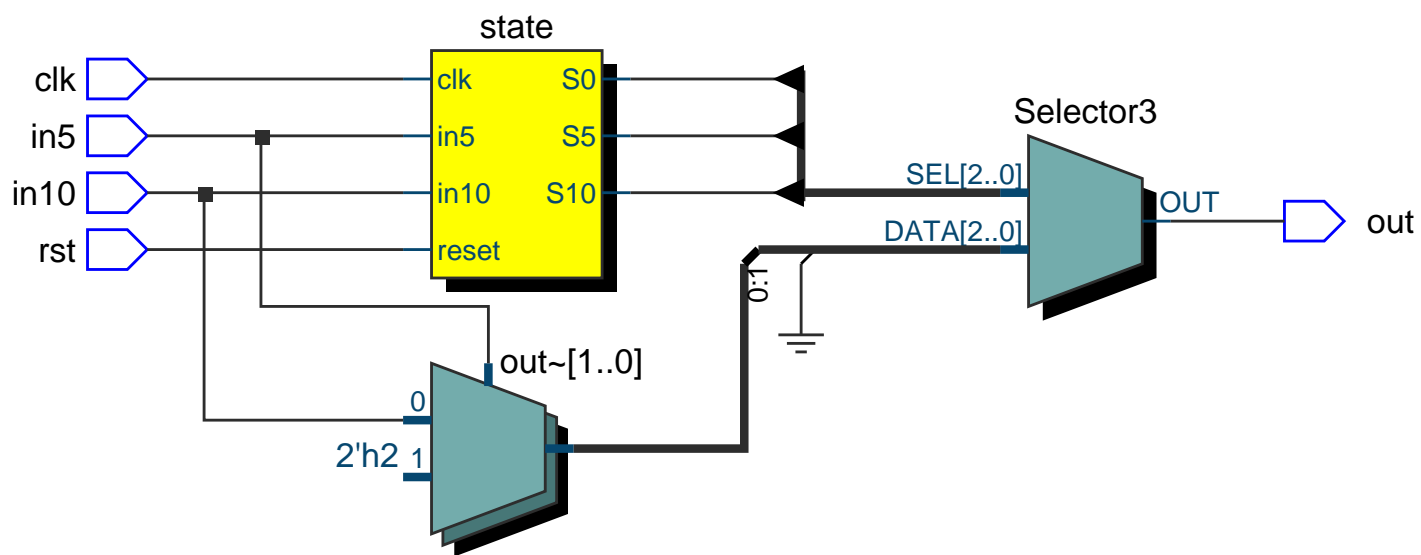 state
clk
in5
in10
rst
clk
in5
in10
reset
S0
S5
S10
Selector3
SEL[2..0]
DATA[2..0]
OUT
out
0:1
out~[1..0]
0
2'h2 1